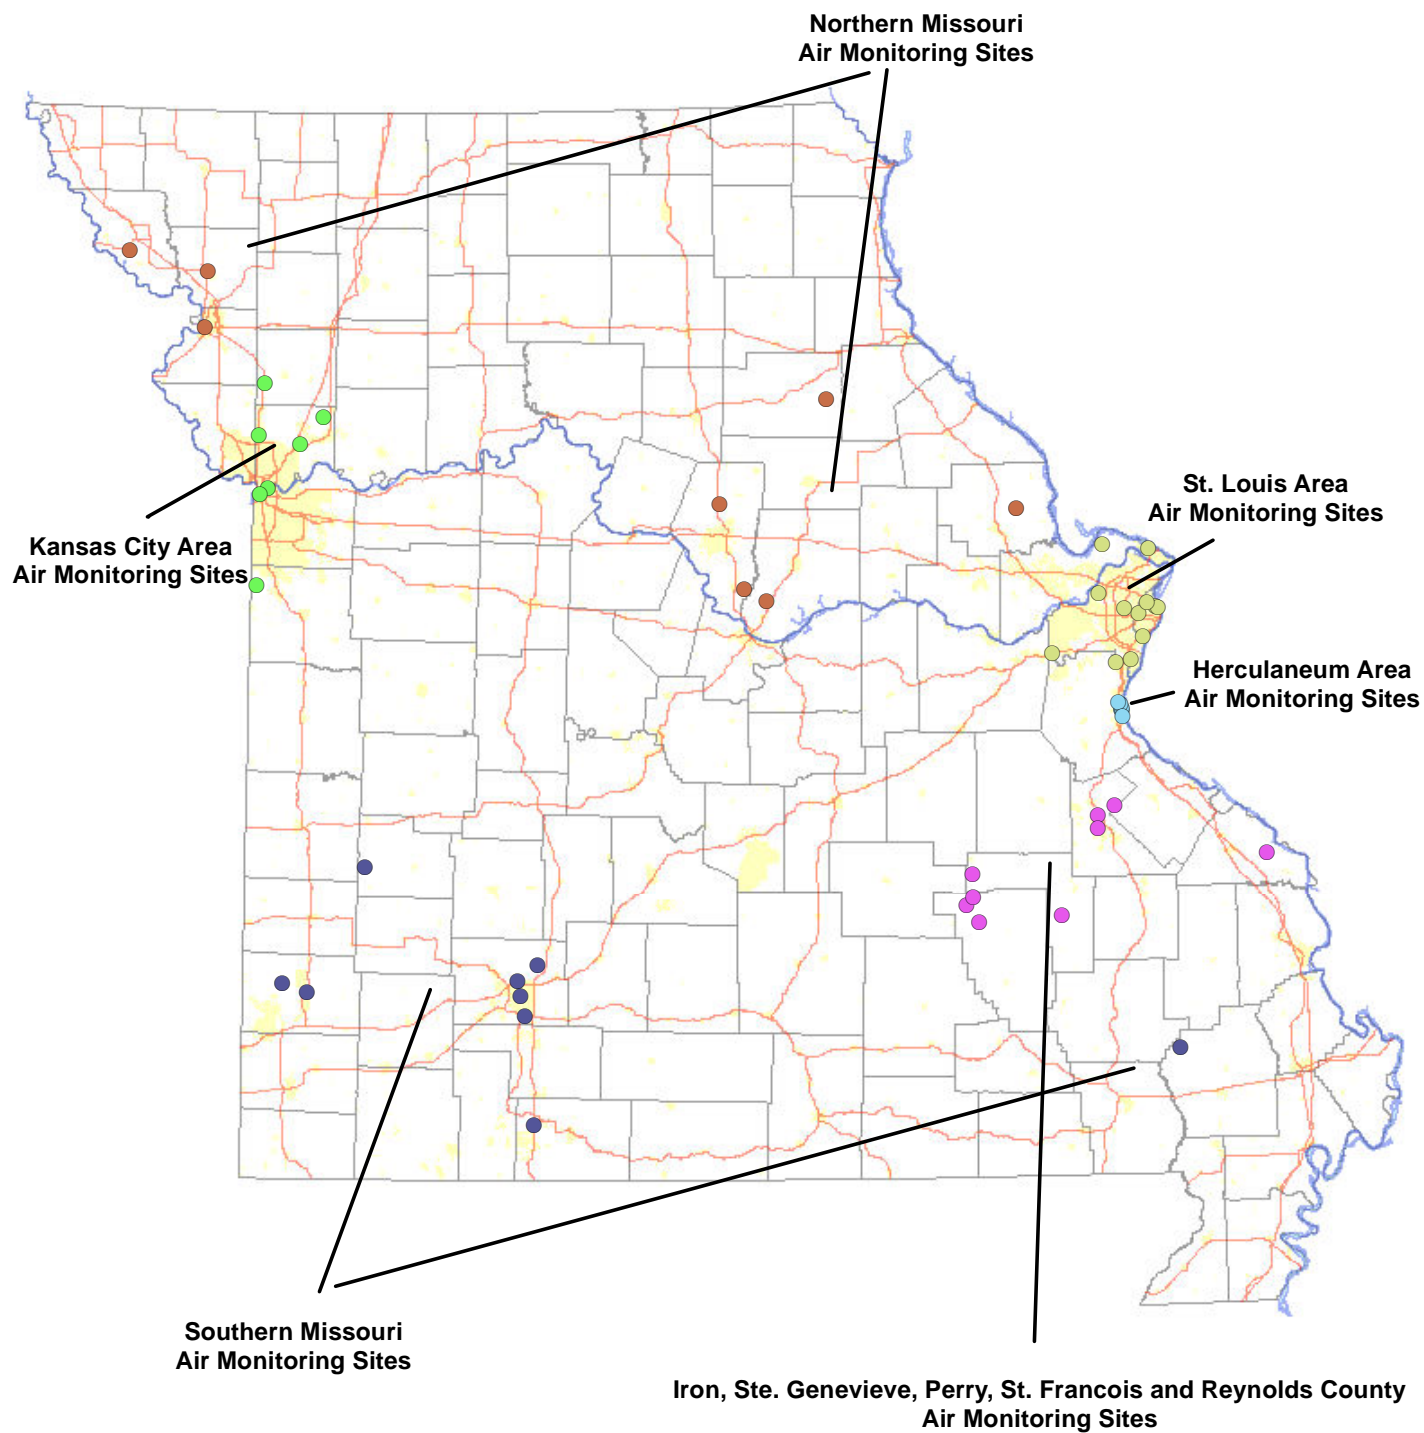 Northern Missouri
Air Monitoring Sites
St. Louis Area
Air Monitoring Sites
Kansas City Area
Air Monitoring Sites
Herculaneum Area
Air Monitoring Sites
Southern Missouri
Air Monitoring Sites
Iron, Ste. Genevieve, Perry, St. Francois and Reynolds County
Air Monitoring Sites